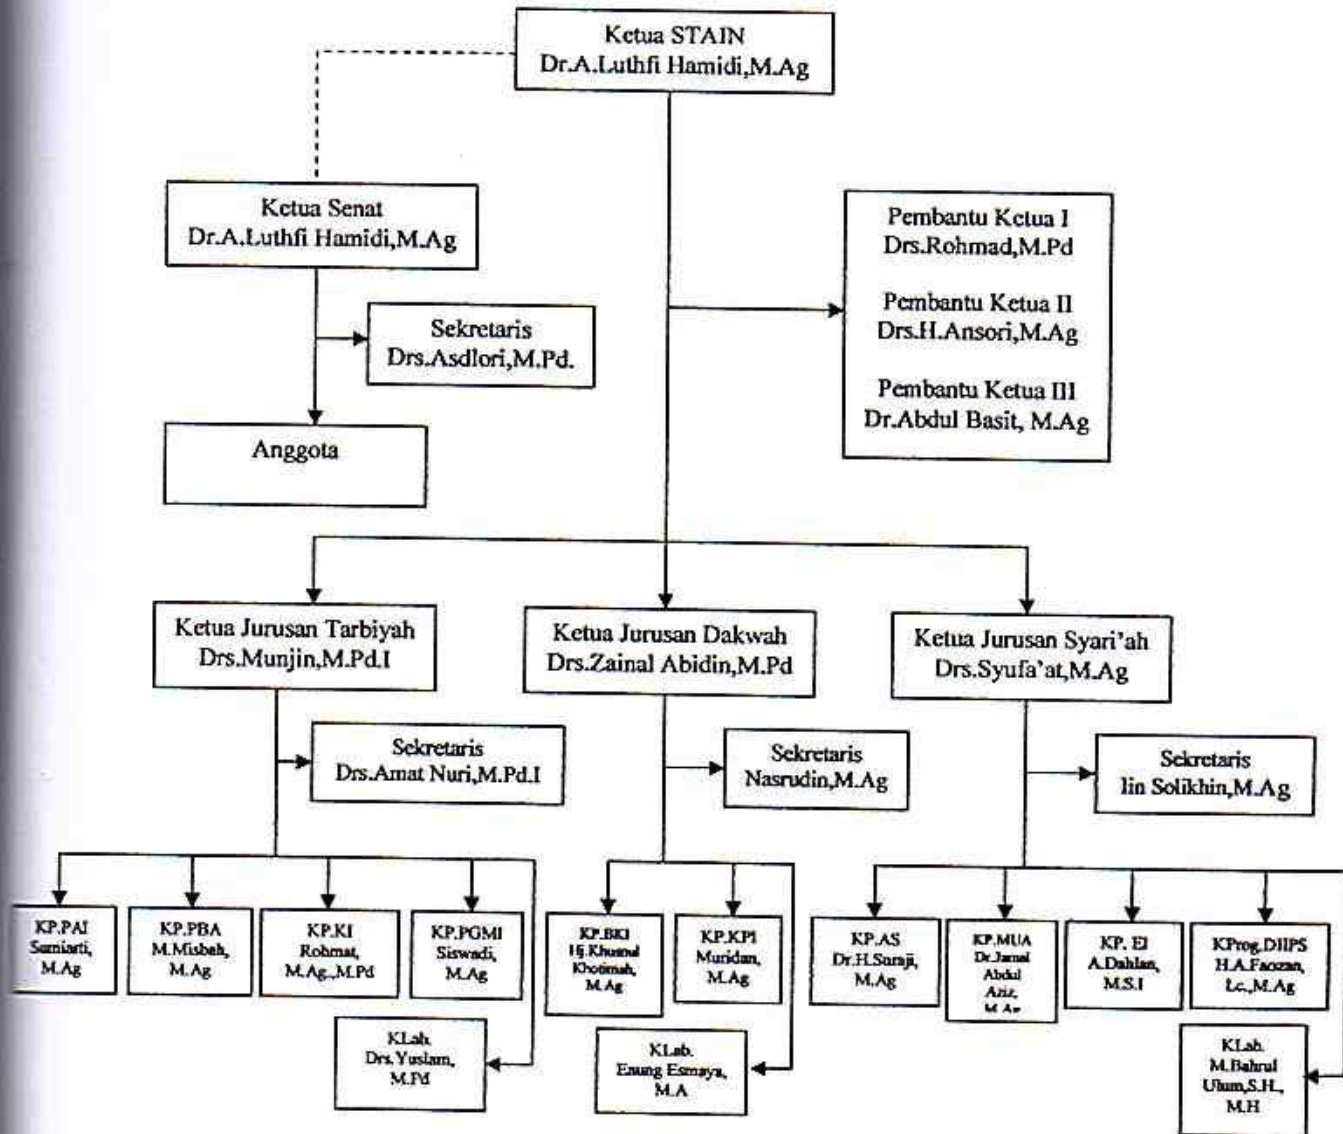 Ketua STAIN
Dr.A.Luthfi Hamidi,M.Ag
Ketua Senat
Dr.A.Luthfi Hamidi,M.Ag
Pembantu Ketua I
Drs.Rohmad,M.Pd
Pembantu Ketua II
Drs.H.Ansori,M.Ag
Pembantu Ketua III
Dr.Abdul Basit, M.Ag
Sekretaris
Drs.Asdlori,M.Pd.
Anggota
Ketua Jurusan Tarbiyah
Drs.Munjin,M.Pd.I
Ketua Jurusan Dakwah
Drs.Zainal Abidin,M.Pd
Ketua Jurusan Syari'ah
Drs.Syufa'at,M.Ag
Sekretaris
Drs.Amat Nuri,M.Pd.I
Sekretaris
Nasrudin,M.Ag
Sekretaris
Iin Solikhin,M.Ag
KP.PAI
Sumiarti,
M.Ag
KP.PBA
M.Misbah,
M.Ag
KP.KI
Rohmat,
M.Ag.,M.Pd
KP.PGMI
Siswadi,
M.Ag
KP.BKI
Hj.Khusnul
Khotimah,
M.Ag
KP.KPI
Muridan,
M.Ag
KP.AS
Dr.H.Suraji,
M.Ag
KP.MUA
Dr.Jamal
Abdul
Aziz,
M.Ag
KP. EI
A.Dahlan,
M.S.I
KProg.DIIPS
H.A.Faozan,
Lc.,M.Ag
KLab.
Drs.Yuslam,
M.Pd
KLab.
Enung Esmaya,
M.A
KLab.
M.Bahrul
Ulum,S.H.,
M.H